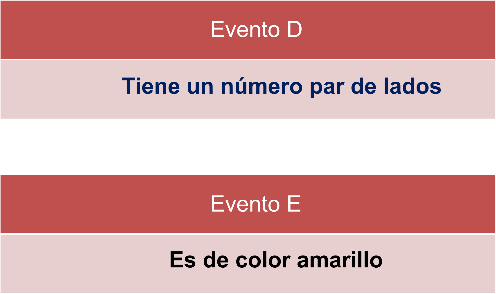 Evento D
Tiene un número par de lados
Evento E
Es de color amarillo